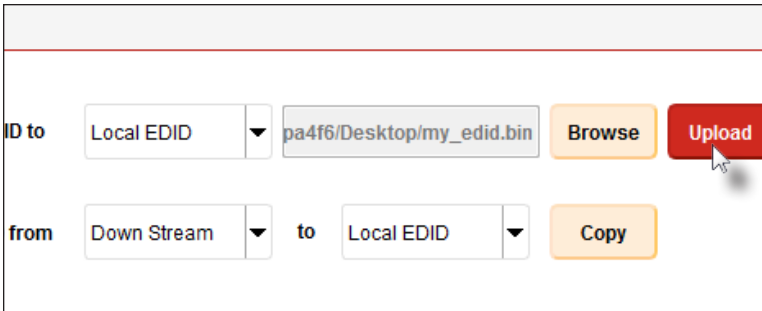 ID to Local EDID pa4f6/Desktop/my_edid.bin Browse Upload
from Down Stream to Local EDID Copy